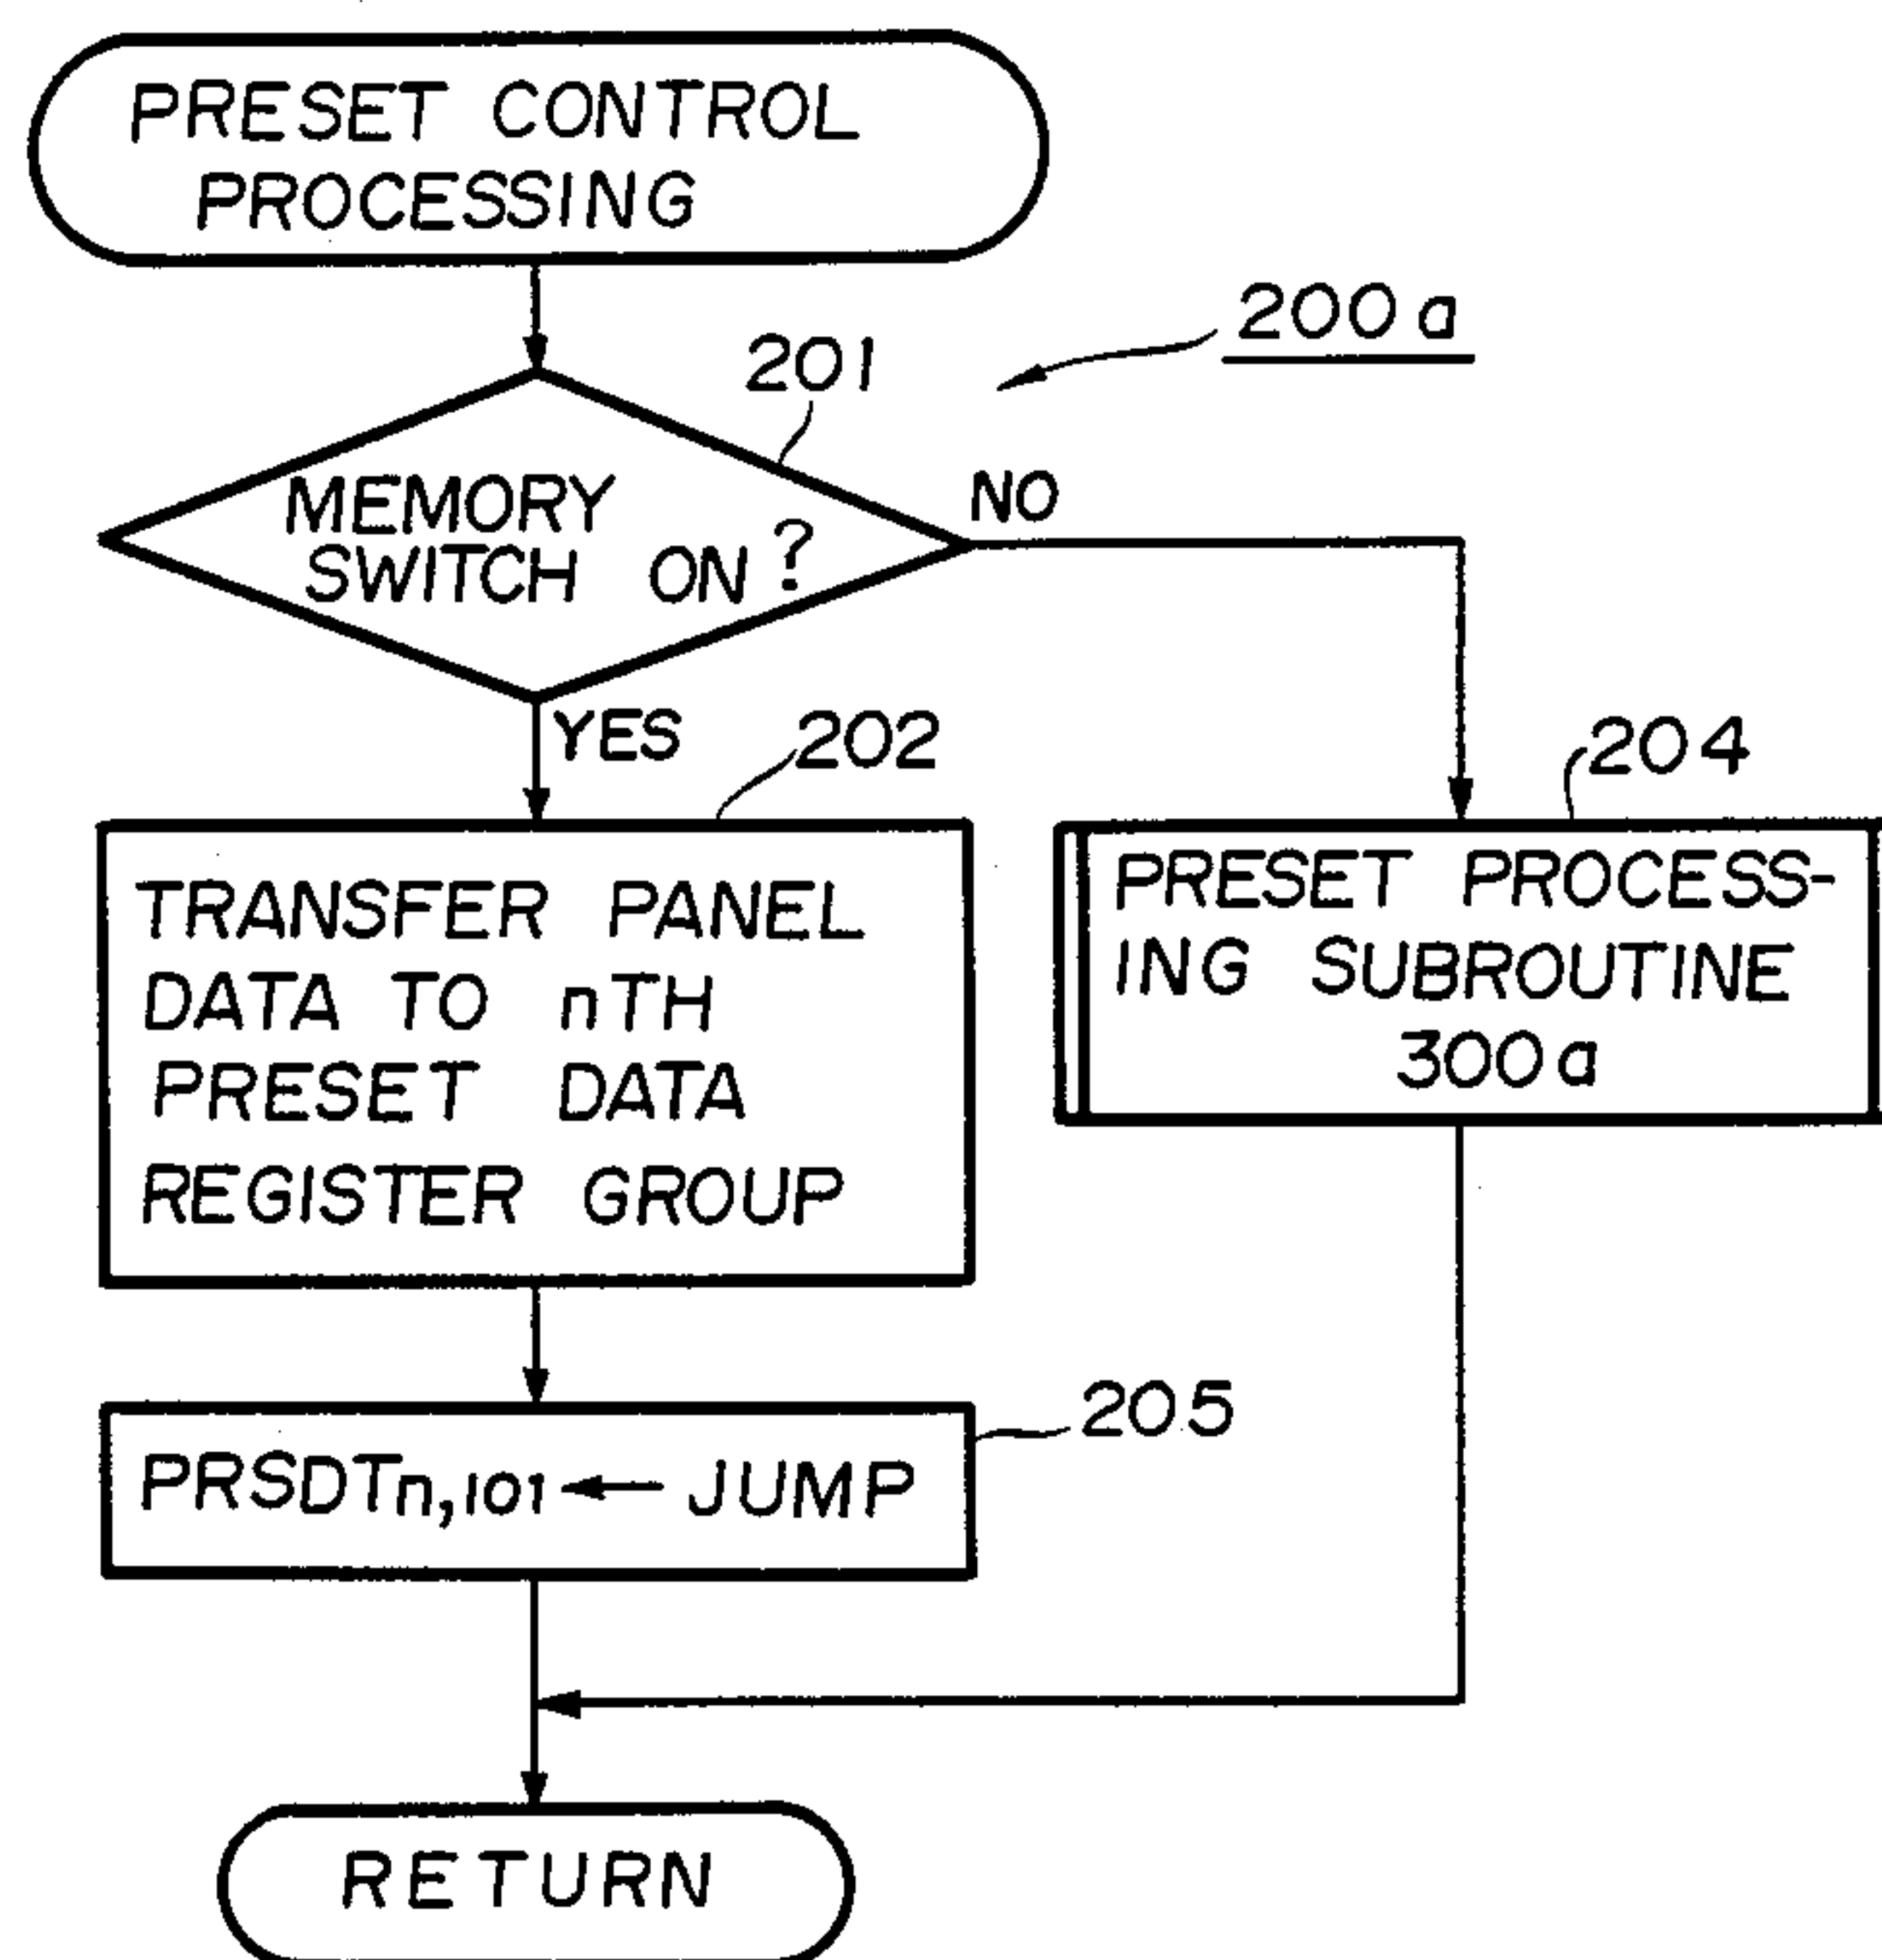 PRESET CONTROL
PROCESSING
200a
201
MEMORY
SWITCH ON?
NO
YES
202
204
TRANSFER PANEL
DATA TO nTH
PRESET DATA
REGISTER GROUP
PRESET PROCESS-
ING SUBROUTINE
300a
205
PRSDTn,101 ← JUMP
RETURN